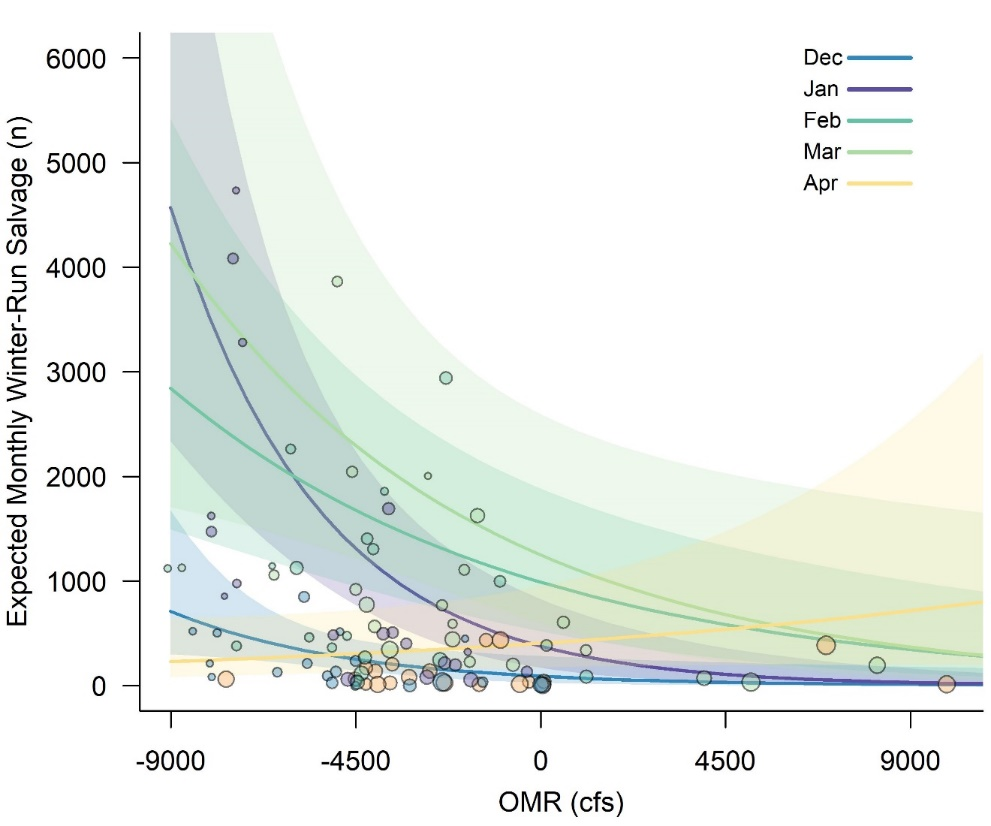 Expected Monthly Winter-Run Salvage (n)
6000
5000
4000
3000
2000
1000
0
Dec
Jan
Feb
Mar
Apr
-9000 -4500 0 4500 9000
OMR (cfs)